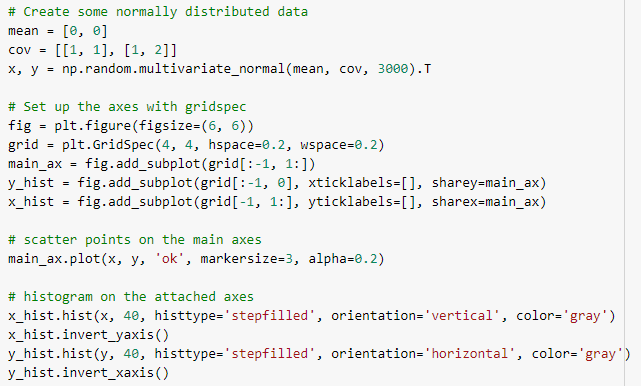 # Create some normally distributed data
mean = [0, 0]
cov = [[1, 1], [1, 2]]
x, y = np.random.multivariate_normal(mean, cov, 3000).T
# Set up the axes with gridspec
fig = plt.figure(figsize=(6, 6))
grid = plt.GridSpec(4, 4, hspace=0.2, wspace=0.2)
main_ax = fig.add_subplot(grid[:-1, 1:])
y_hist = fig.add_subplot(grid[:-1, 0], xticklabels=[], sharey=main_ax)
x_hist = fig.add_subplot(grid[-1, 1:], yticklabels=[], sharex=main_ax)
# scatter points on the main axes
main_ax.plot(x, y, 'ok', markersize=3, alpha=0.2)
# histogram on the attached axes
x_hist.hist(x, 40, histtype='stepfilled', orientation='vertical', color='gray')
x_hist.invert_yaxis()
y_hist.hist(y, 40, histtype='stepfilled', orientation='horizontal', color='gray')
y_hist.invert_xaxis()